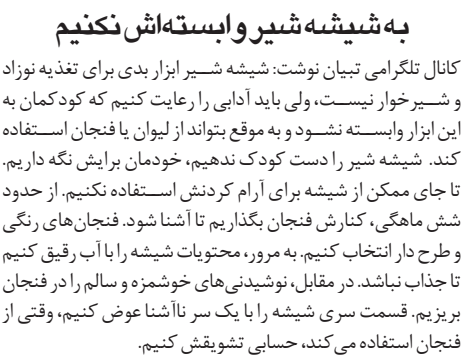 به شیشه شیر وابسته‌اش نکنیم
کانال تلگرامی تبیان نوشت: شیشه شیر ابزار بدی برای تغذیه نوزاد
و شیرخوار نیست، ولی باید آدابی را رعایت کنیم که کودکمان به
این ابزار وابسته نشود و به موقع بتواند از لیوان یا فنجان استفاده
کند. شیشه شیر را دست کودک ندهیم، خودمان برایش نگه داریم.
تا جای ممکن از شیشه برای آرام کردنش استفاده نکنیم. از حدود
شش ماهگی، کنارش فنجان بگذاریم تا آشنا شود. فنجان‌های رنگی
و طرح دار انتخاب کنیم. به مرور، محتویات شیشه را با آب رقیق کنیم
تا جذاب نباشد. در مقابل، نوشیدنی‌های خوشمزه و سالم را در فنجان
بریزیم. قسمت سری شیشه را با یک سر ناآشنا عوض کنیم، وقتی از
فنجان استفاده می‌کند، حسابی تشویقش کنیم.